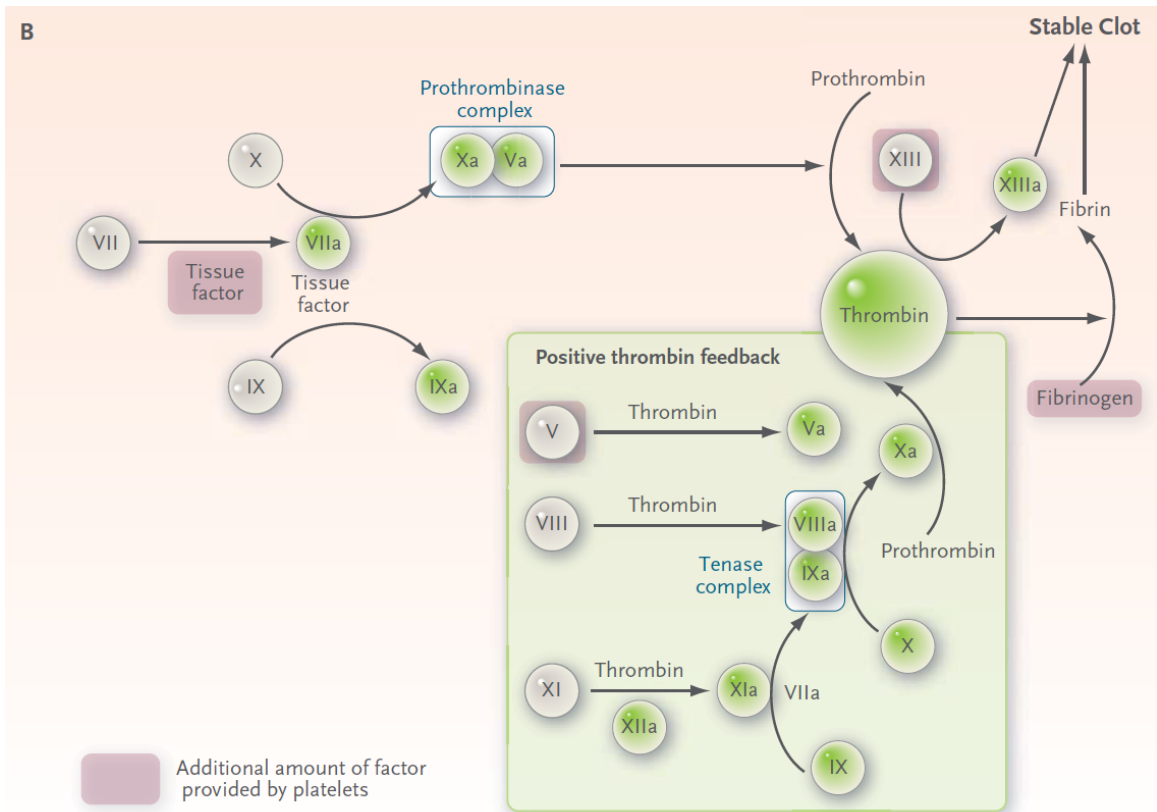 B
Stable Clot
Prothrombinase
complex
Prothrombin
X
Xa
Va
XIII
XIIIa
Fibrin
VII
VIIa
Tissue
factor
Tissue
factor
Thrombin
IX
IXa
Fibrinogen
Positive thrombin feedback
V
Thrombin
Va
Xa
VIII
Thrombin
VIIIa
IXa
Tenase
complex
Prothrombin
X
XI
Thrombin
XIIa
XIa
VIIa
IX
Additional amount of factor
provided by platelets